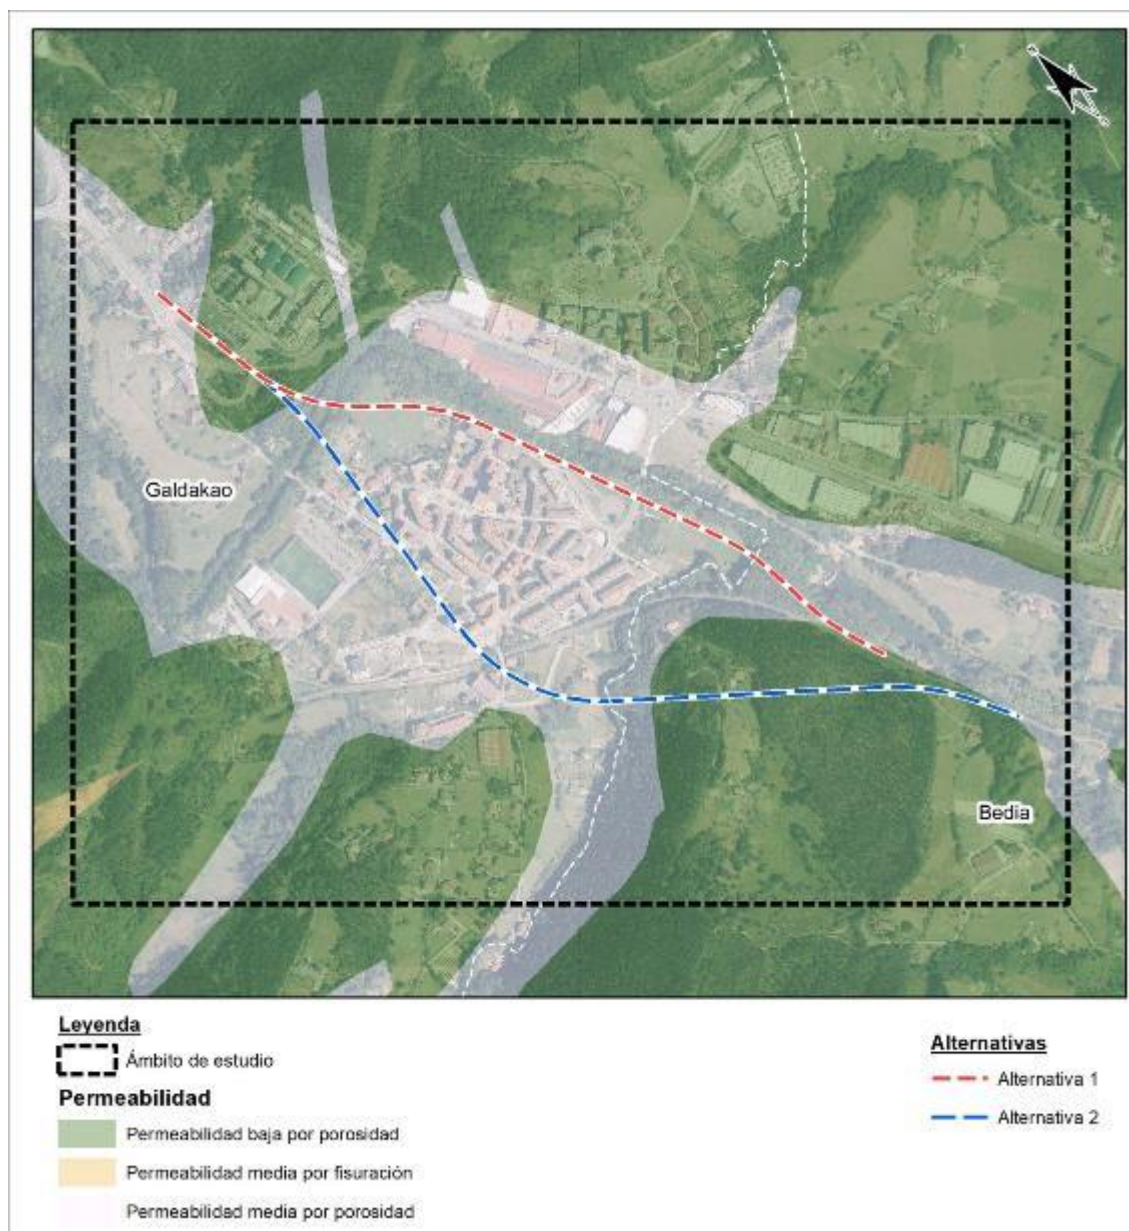 Galdakao
Bedia
Leyenda
Ámbito de estudio
Permeabilidad
Permeabilidad baja por porosidad
Permeabilidad media por fisuración
Permeabilidad media por porosidad
Alternativas
Alternativa 1
Alternativa 2